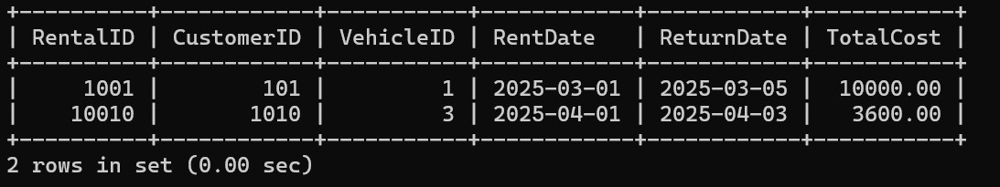 +----------+------------+-----------+------------+------------+-----------+
| RentalID | CustomerID | VehicleID | RentDate   | ReturnDate | TotalCost |
+----------+------------+-----------+------------+------------+-----------+
|     1001 |        101 |         1 | 2025-03-01 | 2025-03-05 |  10000.00 |
|    10010 |       1010 |         3 | 2025-04-01 | 2025-04-03 |   3600.00 |
+----------+------------+-----------+------------+------------+-----------+
2 rows in set (0.00 sec)